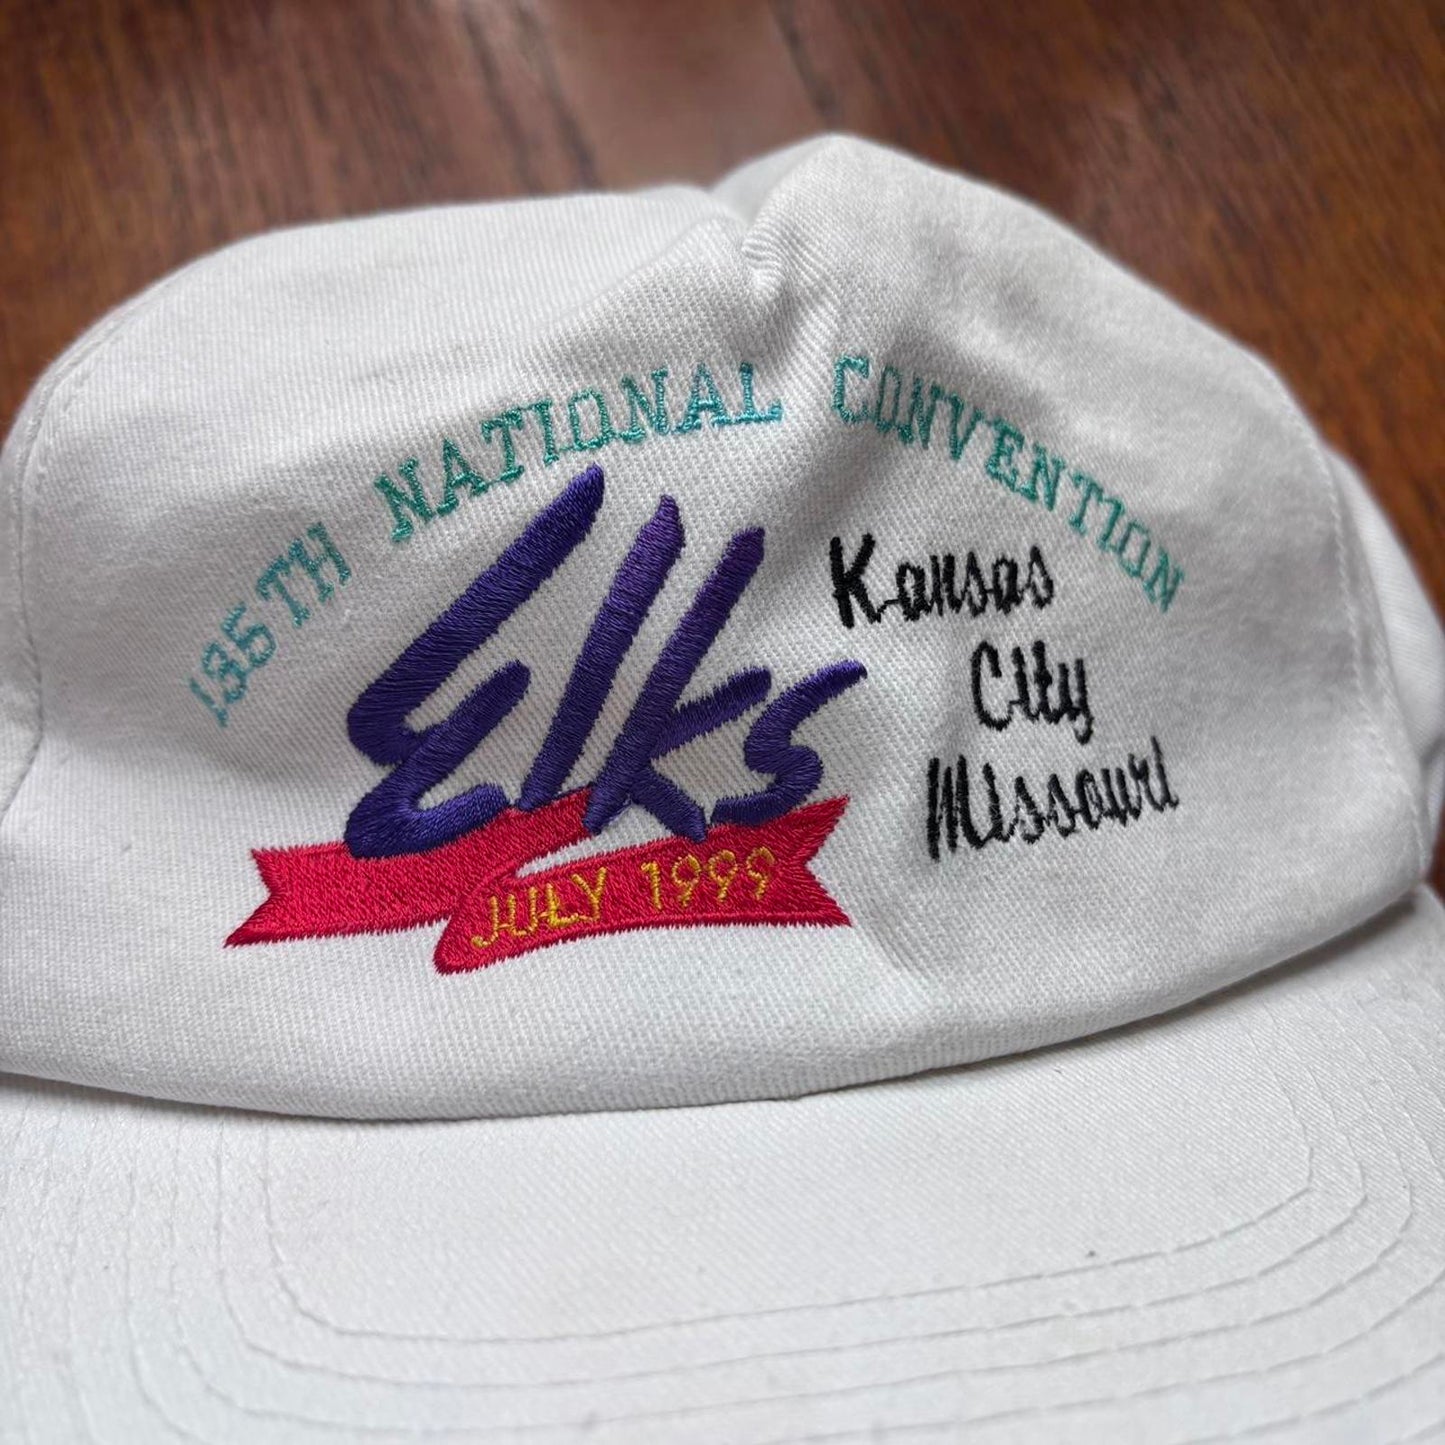 135TH NATIONAL CONVENTION
Elks
JULY 1999
Kansas
City
Missouri